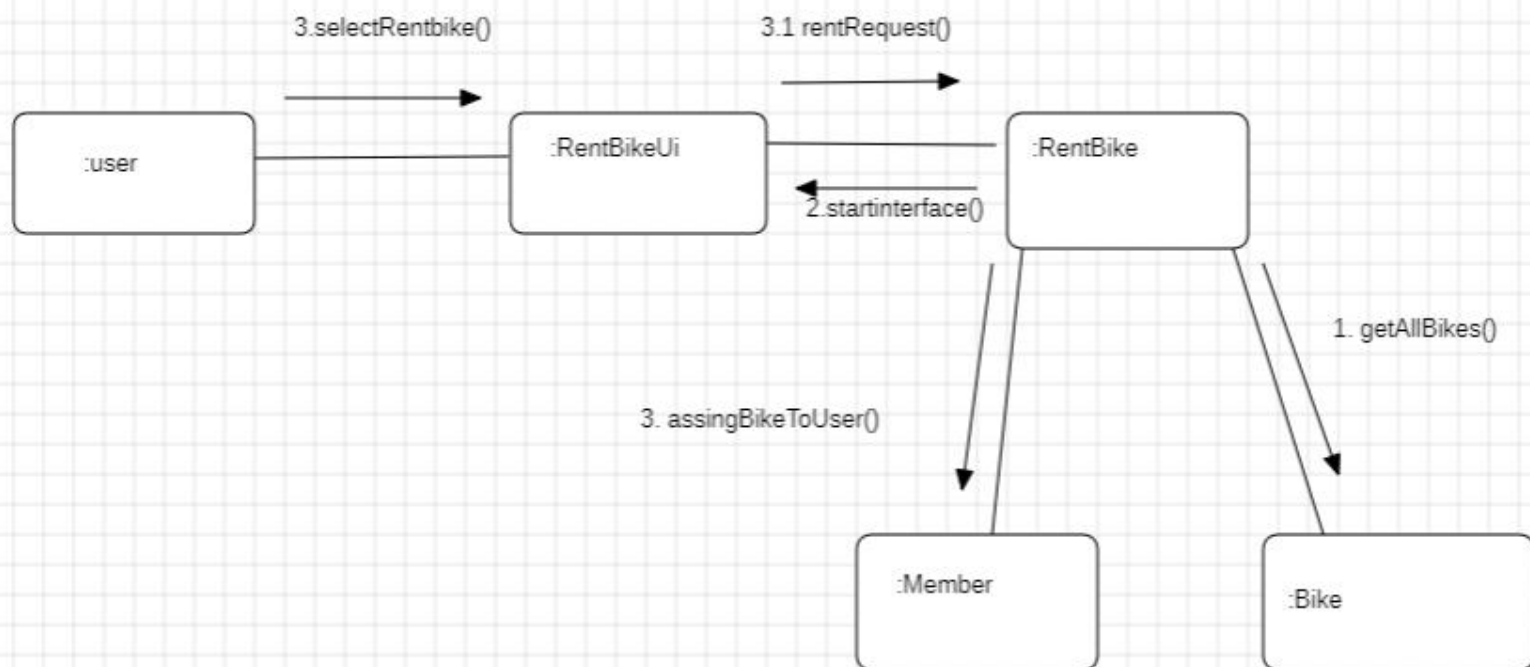 3.selectRentbike()
3.1 rentRequest()
:user
:RentBikeUi
:RentBike
2.startinterface()
1. getAllBikes()
3. assingBikeToUser()
:Member
:Bike